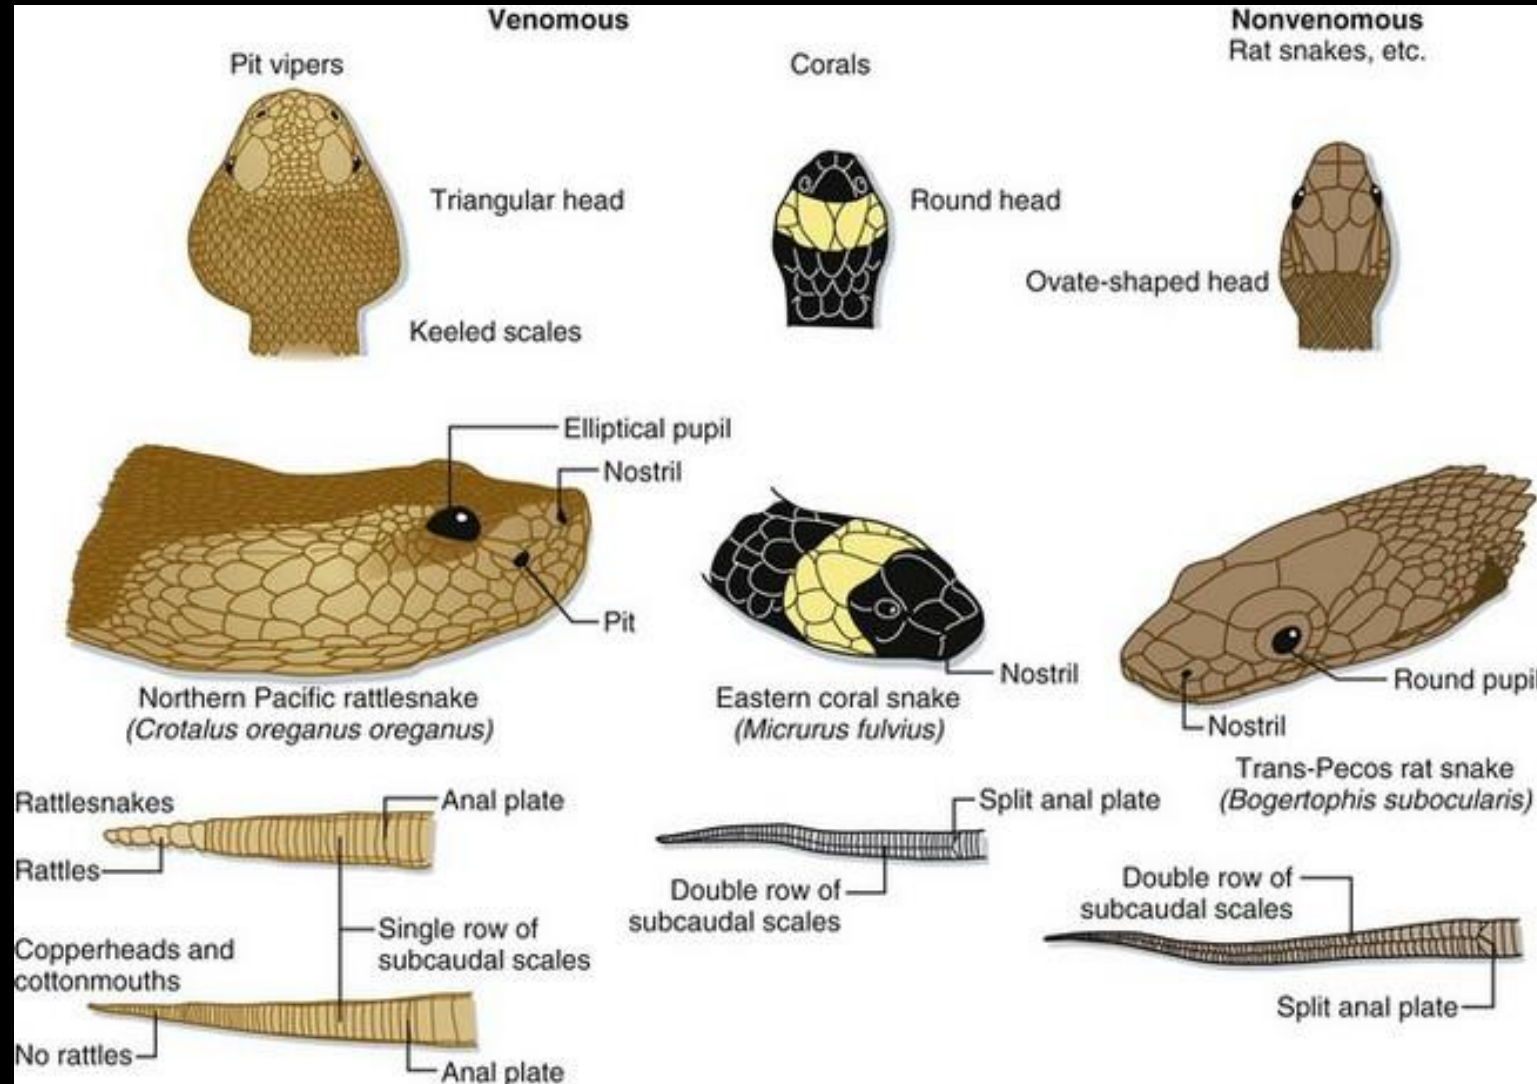 Venomous
Nonvenomous
Rat snakes, etc.
Pit vipers
Corals
Triangular head
Round head
Ovate-shaped head
Keeled scales
Elliptical pupil
Nostril
Pit
Northern Pacific rattlesnake
(Crotalus oreganus oreganus)
Nostril
Eastern coral snake
(Micrurus fulvius)
Round pupil
Nostril
Trans-Pecos rat snake
(Bogertophis subocularis)
Rattlesnakes
Anal plate
Rattles
Single row of
subcaudal scales
Copperheads and
cottonmouths
No rattles
Anal plate
Split anal plate
Double row of
subcaudal scales
Double row of
subcaudal scales
Split anal plate